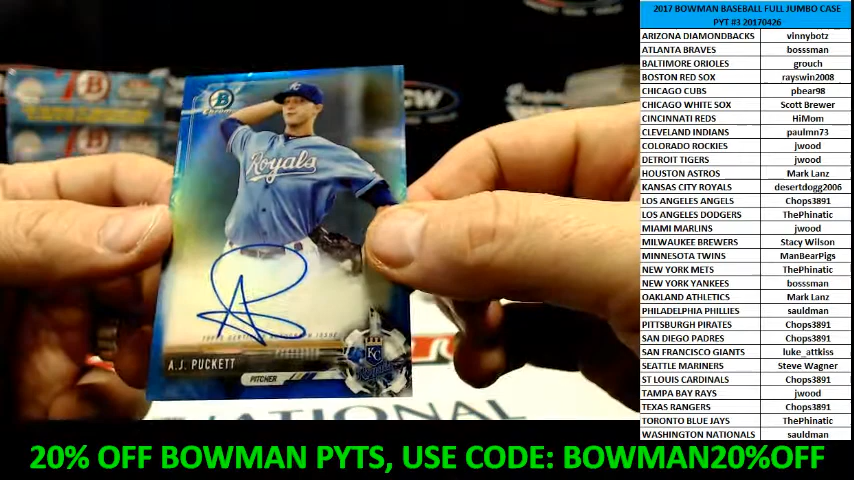 2017 BOWMAN BASEBALL FULL JUMBO CASE
PYT #3 20170426
ARIZONA DIAMONDBACKS vinnybotz
ATLANTA BRAVES bosssman
BALTIMORE ORIOLES grouch
BOSTON RED SOX rayswin2008
CHICAGO CUBS pbear98
CHICAGO WHITE SOX Scott Brewer
CINCINNATI REDS HiMom
CLEVELAND INDIANS paulmn73
COLORADO ROCKIES jwood
DETROIT TIGERS jwood
HOUSTON ASTROS Mark Lanz
KANSAS CITY ROYALS desertdogg2006
LOS ANGELES ANGELS Chops3891
LOS ANGELES DODGERS ThePhinatic
MIAMI MARLINS jwood
MILWAUKEE BREWERS Stacy Wilson
MINNESOTA TWINS ManBearPigs
NEW YORK METS ThePhinatic
NEW YORK YANKEES bosssman
OAKLAND ATHLETICS Mark Lanz
PHILADELPHIA PHILLIES sauldman
PITTSBURGH PIRATES Chops3891
SAN DIEGO PADRES Chops3891
SAN FRANCISCO GIANTS luke_attkiss
SEATTLE MARINERS Steve Wagner
ST LOUIS CARDINALS Chops3891
TAMPA BAY RAYS jwood
TEXAS RANGERS Chops3891
TORONTO BLUE JAYS ThePhinatic
WASHINGTON NATIONALS sauldman
B
Chrome
KC
Royals
A.J. PUCKETT
PITCHER
KC
Royals
20% OFF BOWMAN PYTS, USE CODE: BOWMAN20%OFF